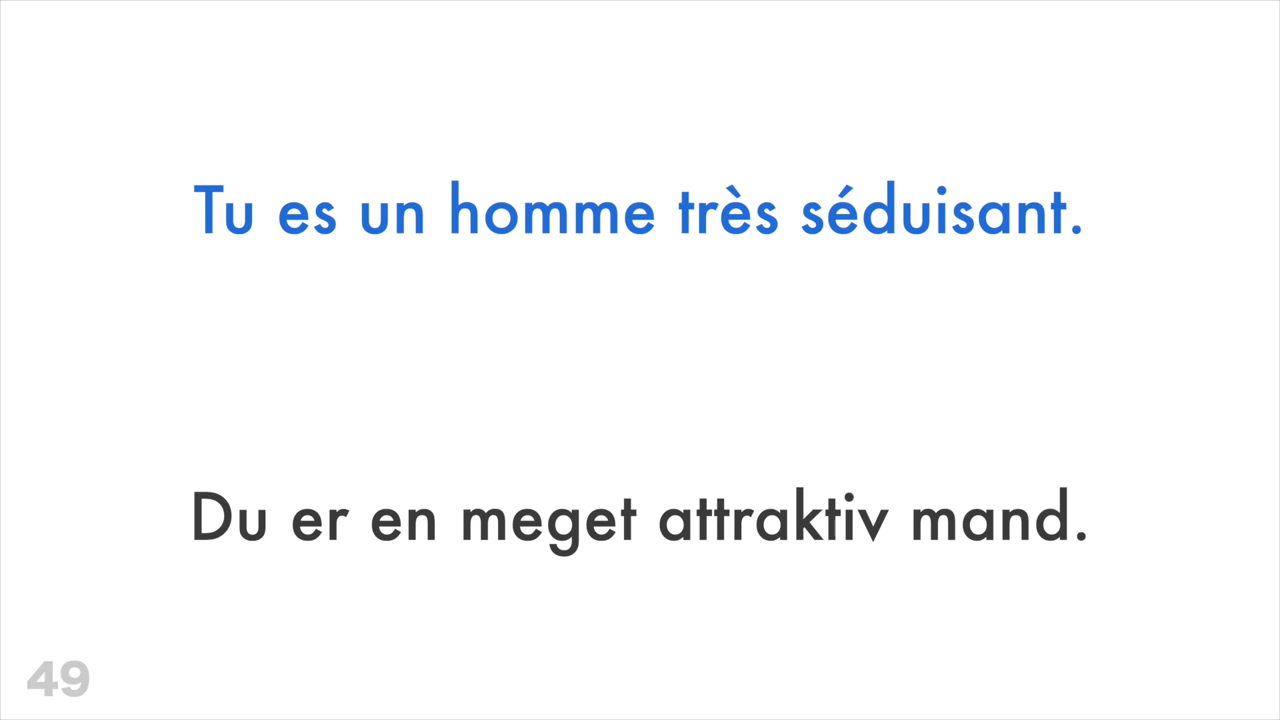 Tu es un homme très séduisant.
Du er en meget attraktiv mand.
49